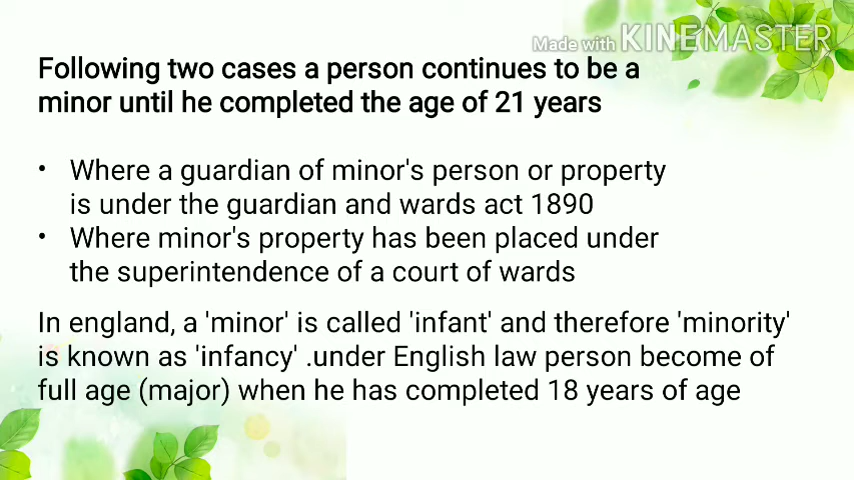 Made with KINEMASTER
Following two cases a person continues to be a
minor until he completed the age of 21 years
• Where a guardian of minor's person or property
is under the guardian and wards act 1890
• Where minor's property has been placed under
the superintendence of a court of wards
In england, a 'minor' is called 'infant' and therefore 'minority'
is known as 'infancy' .under English law person become of
full age (major) when he has completed 18 years of age